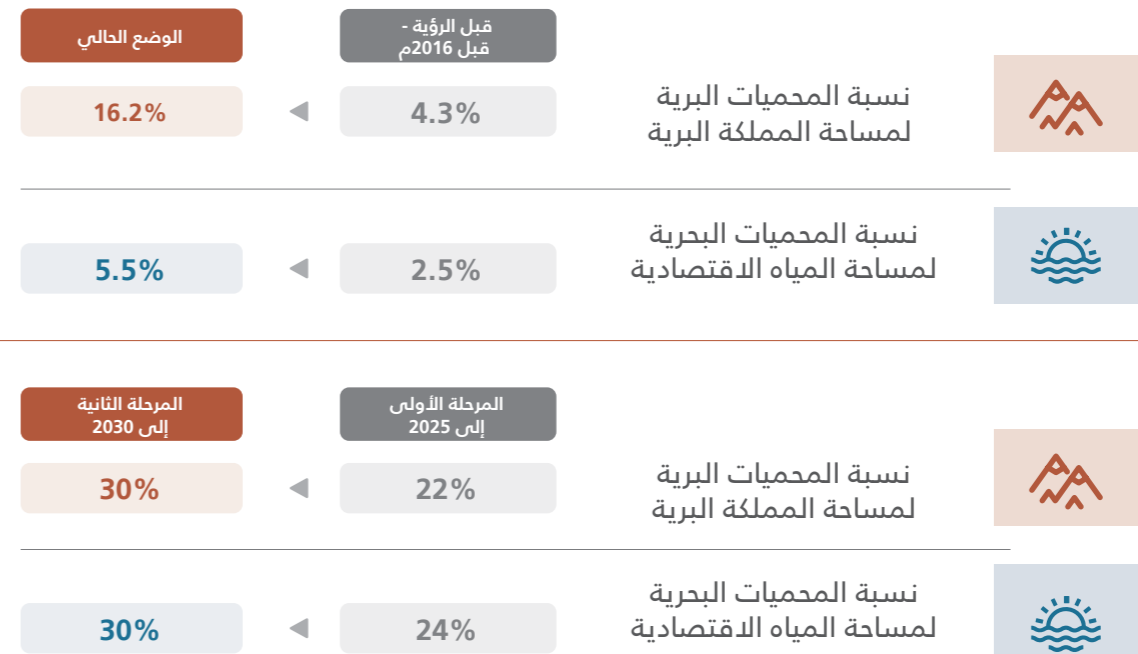 قبل الرؤية -
قبل 2016م
الوضع الحالي
نسبة المحميات البرية
لمساحة المملكة البرية
4.3%
16.2%
نسبة المحميات البحرية
لمساحة المياه الاقتصادية
2.5%
5.5%
المرحلة الأولى
إلى 2025
المرحلة الثانية
إلى 2030
نسبة المحميات البرية
لمساحة المملكة البرية
22%
30%
نسبة المحميات البحرية
لمساحة المياه الاقتصادية
24%
30%